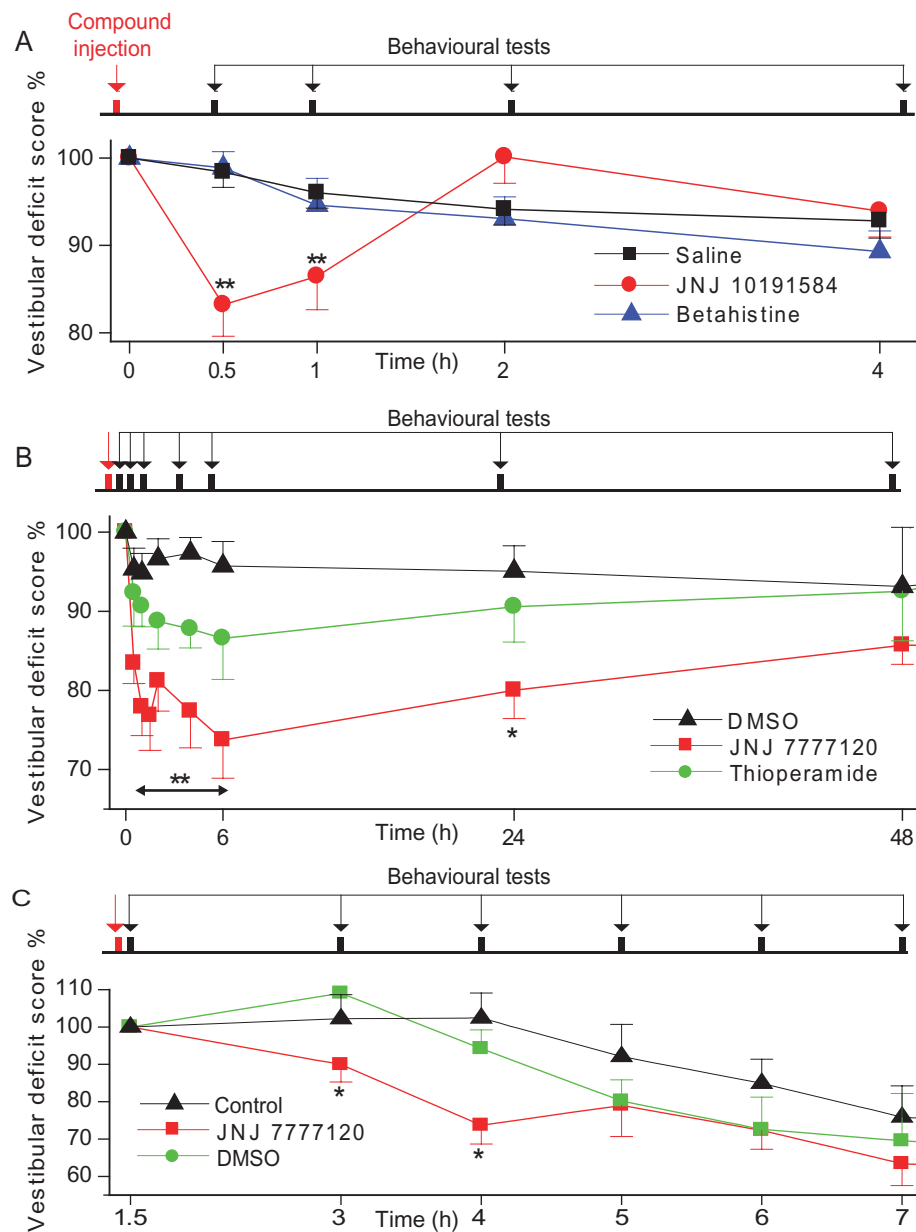 A
Compound
injection
Behavioural tests
Vestibular deficit score %
100
90
80
**
**
Saline
JNJ 10191584
Betahistine
0
0.5
1
2
4
Time (h)
B
Behavioural tests
Vestibular deficit score %
100
90
80
70
**
*
DMSO
JNJ 7777120
Thioperamide
0
6
24
48
Time (h)
C
Behavioural tests
Vestibular deficit score %
110
100
90
80
70
60
*
*
Control
JNJ 7777120
DMSO
1.5
3
4
5
6
7
Time (h)